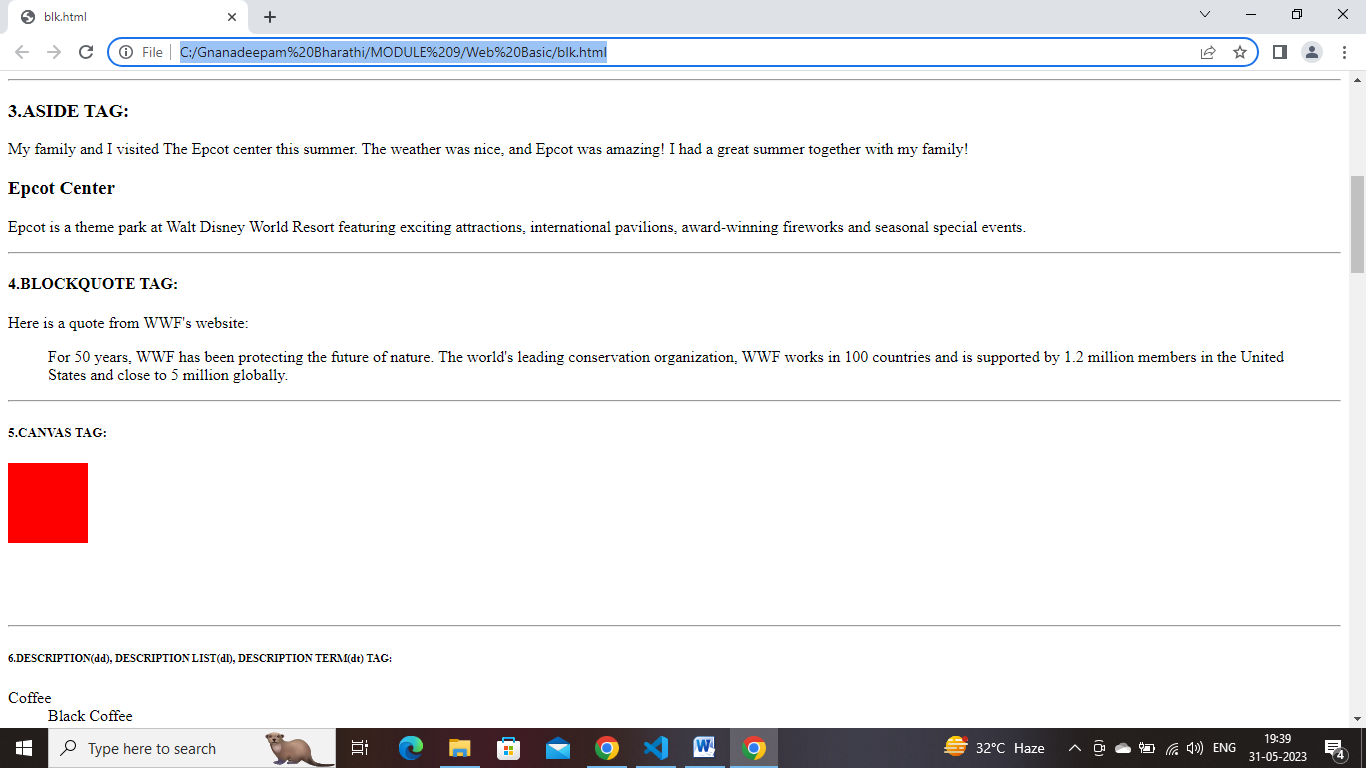 blk.html
File
C:/Gnanadeepam%20Bharathi/MODULE%209/Web%20Basic/blk.html
3.ASIDE TAG:
My family and I visited The Epcot center this summer. The weather was nice, and Epcot was amazing! I had a great summer together with my family!
Epcot Center
Epcot is a theme park at Walt Disney World Resort featuring exciting attractions, international pavilions, award-winning fireworks and seasonal special events.
4.BLOCKQUOTE TAG:
Here is a quote from WWF's website:
For 50 years, WWF has been protecting the future of nature. The world's leading conservation organization, WWF works in 100 countries and is supported by 1.2 million members in the United
States and close to 5 million globally.
5.CANVAS TAG:
6.DESCRIPTION(dd), DESCRIPTION LIST(dl), DESCRIPTION TERM(dt) TAG:
Coffee
Black Coffee
Type here to search
32°C Haze
ENG
19:39
31-05-2023
4